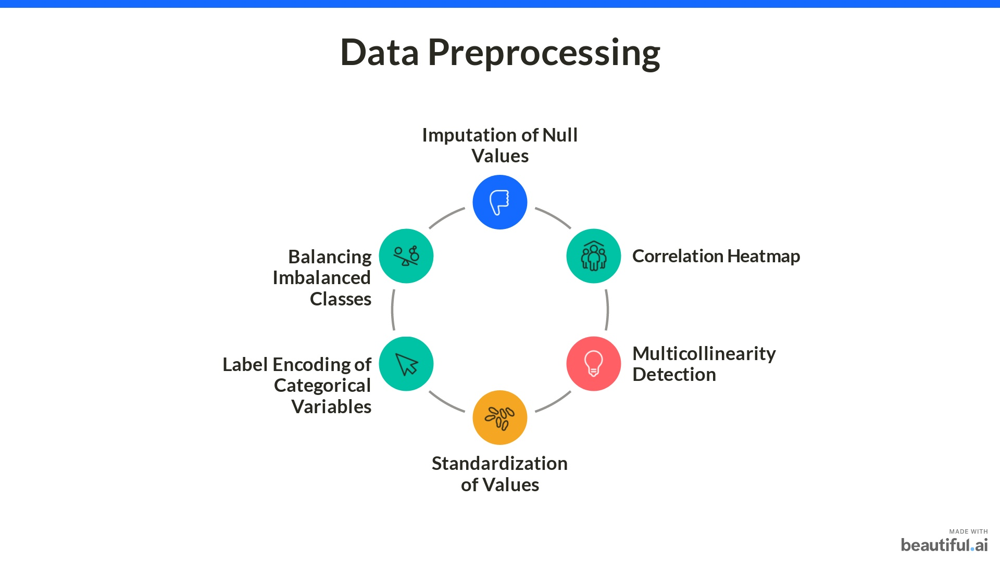 Data Preprocessing
Imputation of Null
Values
Correlation Heatmap
Multicollinearity
Detection
Standardization
of Values
Label Encoding of
Categorical
Variables
Balancing
Imbalanced
Classes
MADE WITH
beautiful.ai